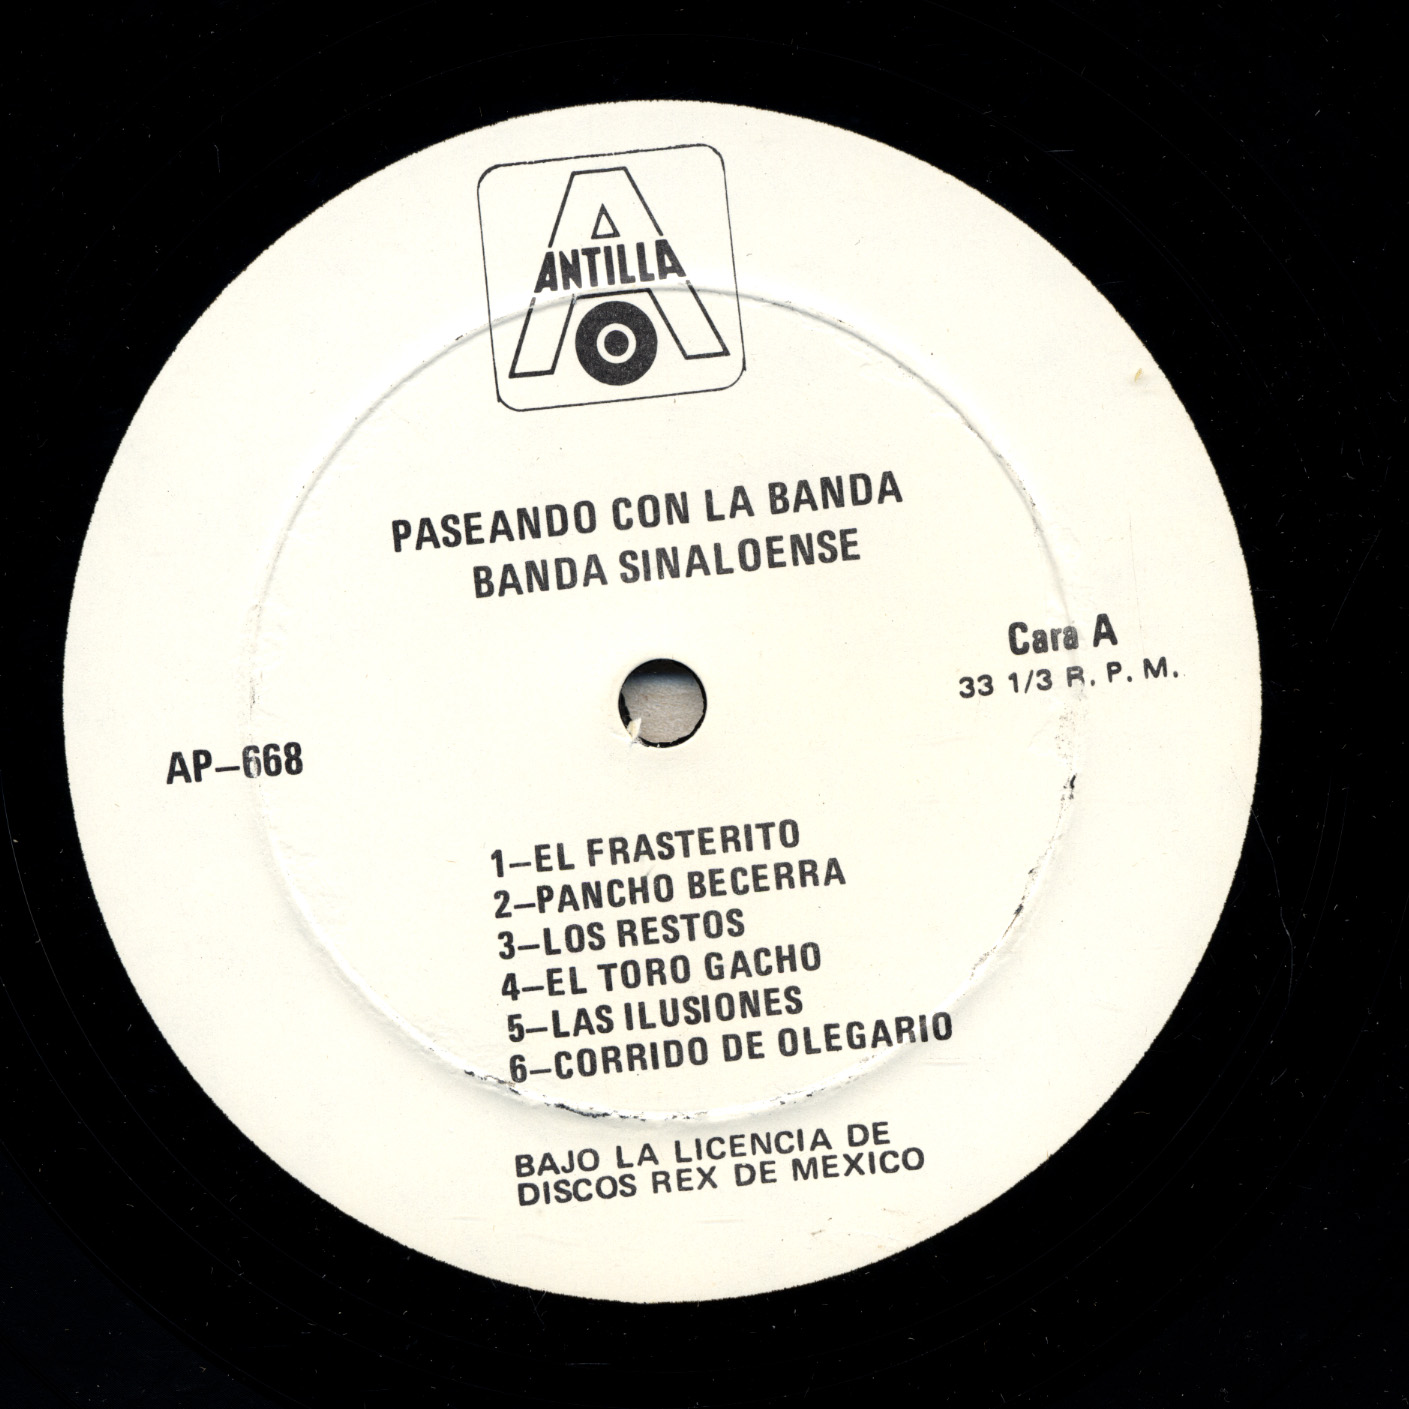 ANTILLA
PASEANDO CON LA BANDA
BANDA SINALOENSE
Cara A
33 1/3 R. P. M.
AP-668
1-EL FRASTERITO
2-PANCHO BECERRA
3-LOS RESTOS
4-EL TORO GACHO
5-LAS ILUSIONES
6-CORRIDO DE OLEGARIO
BAJO LA LICENCIA DE
DISCOS REX DE MEXICO